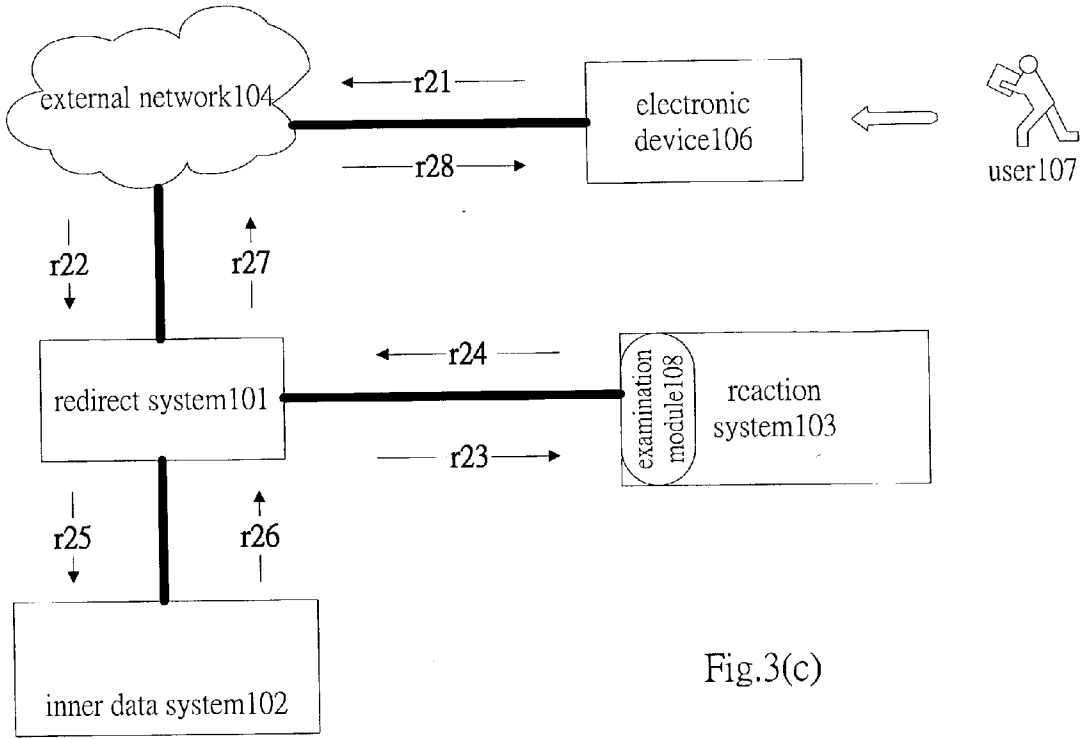 external network104
r21
electronic
device106
r28
user107
r22
r27
redirect system101
r24
r23
examination
module108
reaction
system103
r25
r26
inner data system102
Fig.3(c)